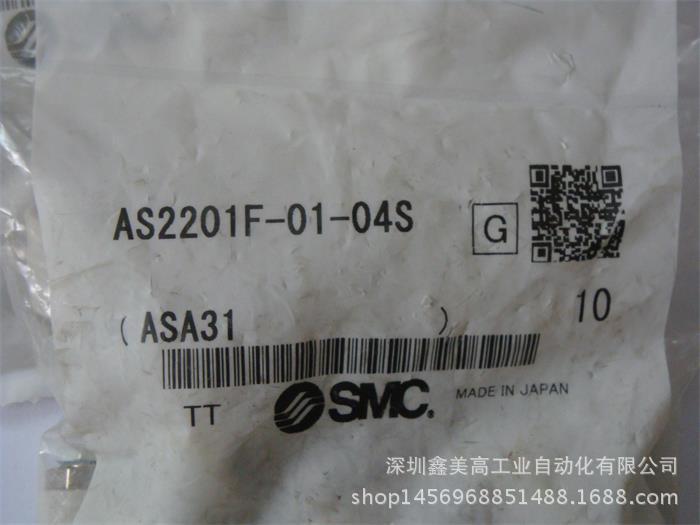 AS2201F-01-04S
G
(ASA31 )
10
TT
SMC.
MADE IN JAPAN
深圳鑫美高工业自动化有限公司
shop1456968851488.1688.com